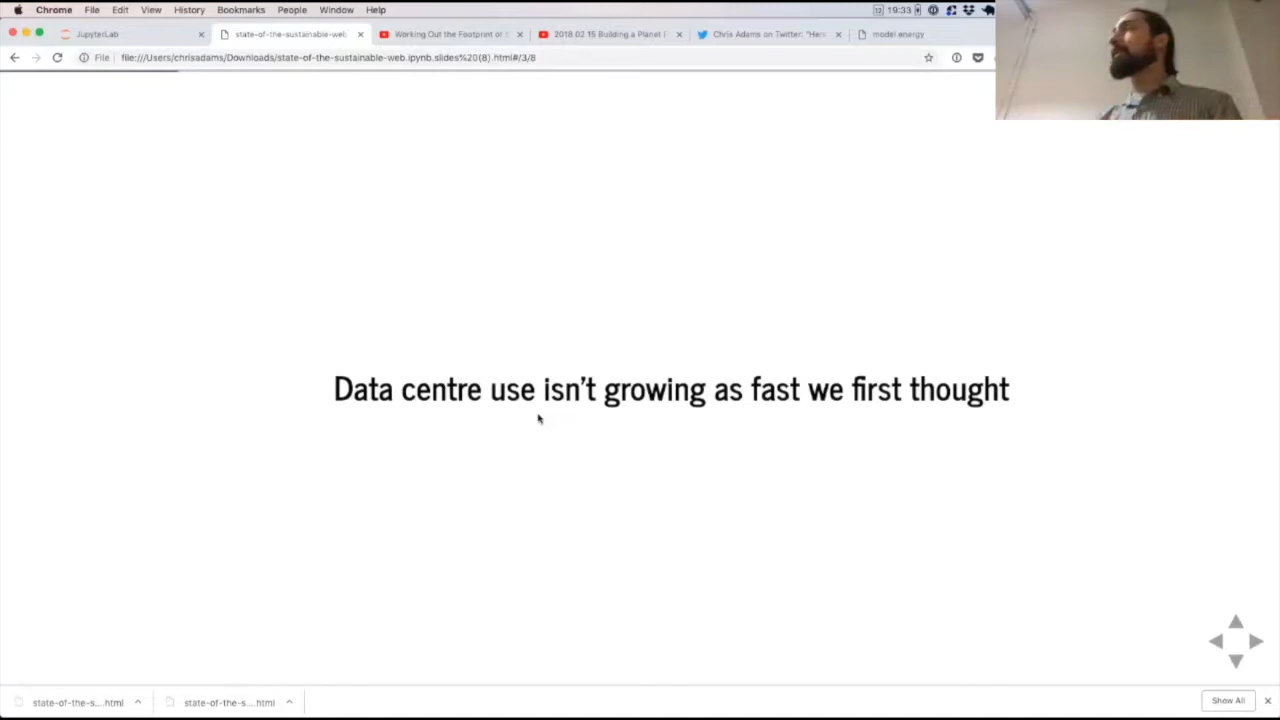 Chrome File Edit View History Bookmarks People Window Help
12 19:33
JupyterLab
state-of-the-sustainable-web
Working Out the Footprint of
2018 02 15 Building a Planet
Chris Adams on Twitter: "Here
model energy
File file:///Users/chrisadams/Downloads/state-of-the-sustainable-web.ipynb.slides%20(8).html#/3/8
Data centre use isn't growing as fast we first thought
state-of-the-s....html
state-of-the-s....html
Show All